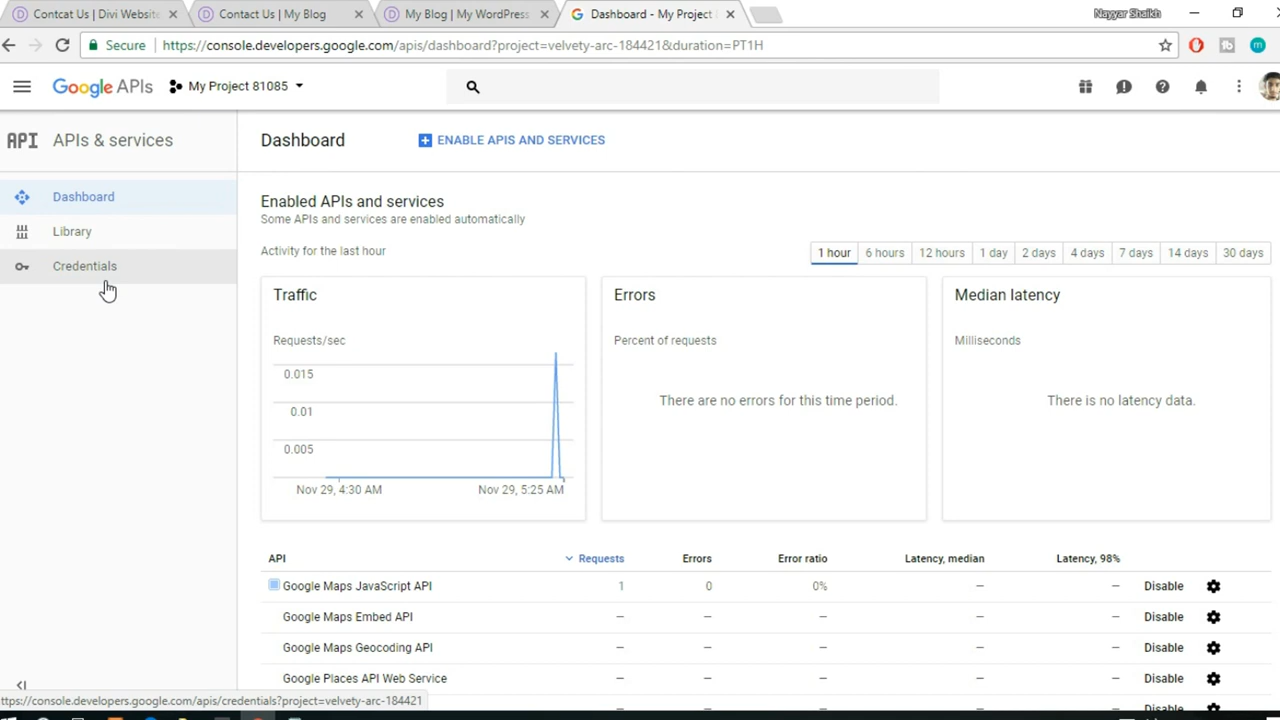 Contcat Us | Divi Website
Contact Us | My Blog
My Blog | My WordPress
Dashboard - My Project
Nayyar Shaikh
Secure
https://console.developers.google.com/apis/dashboard?project=velvety-arc-184421&duration=PT1H
Google APIs
My Project 81085
API APIs & services
Dashboard
Library
Credentials
Dashboard
ENABLE APIS AND SERVICES
Enabled APIs and services
Some APIs and services are enabled automatically
Activity for the last hour
1 hour
6 hours
12 hours
1 day
2 days
4 days
7 days
14 days
30 days
Traffic
Requests/sec
0.015
0.01
0.005
Nov 29, 4:30 AM
Nov 29, 5:25 AM
Errors
Percent of requests
There are no errors for this time period.
Median latency
Milliseconds
There is no latency data.
API Requests Errors Error ratio Latency, median Latency, 98%
Google Maps JavaScript API 1 0 0% – – Disable
Google Maps Embed API – – – – – Disable
Google Maps Geocoding API – – – – – Disable
Google Places API Web Service – – – – – Disable
ttps://console.developers.google.com/apis/credentials?project=velvety-arc-184421